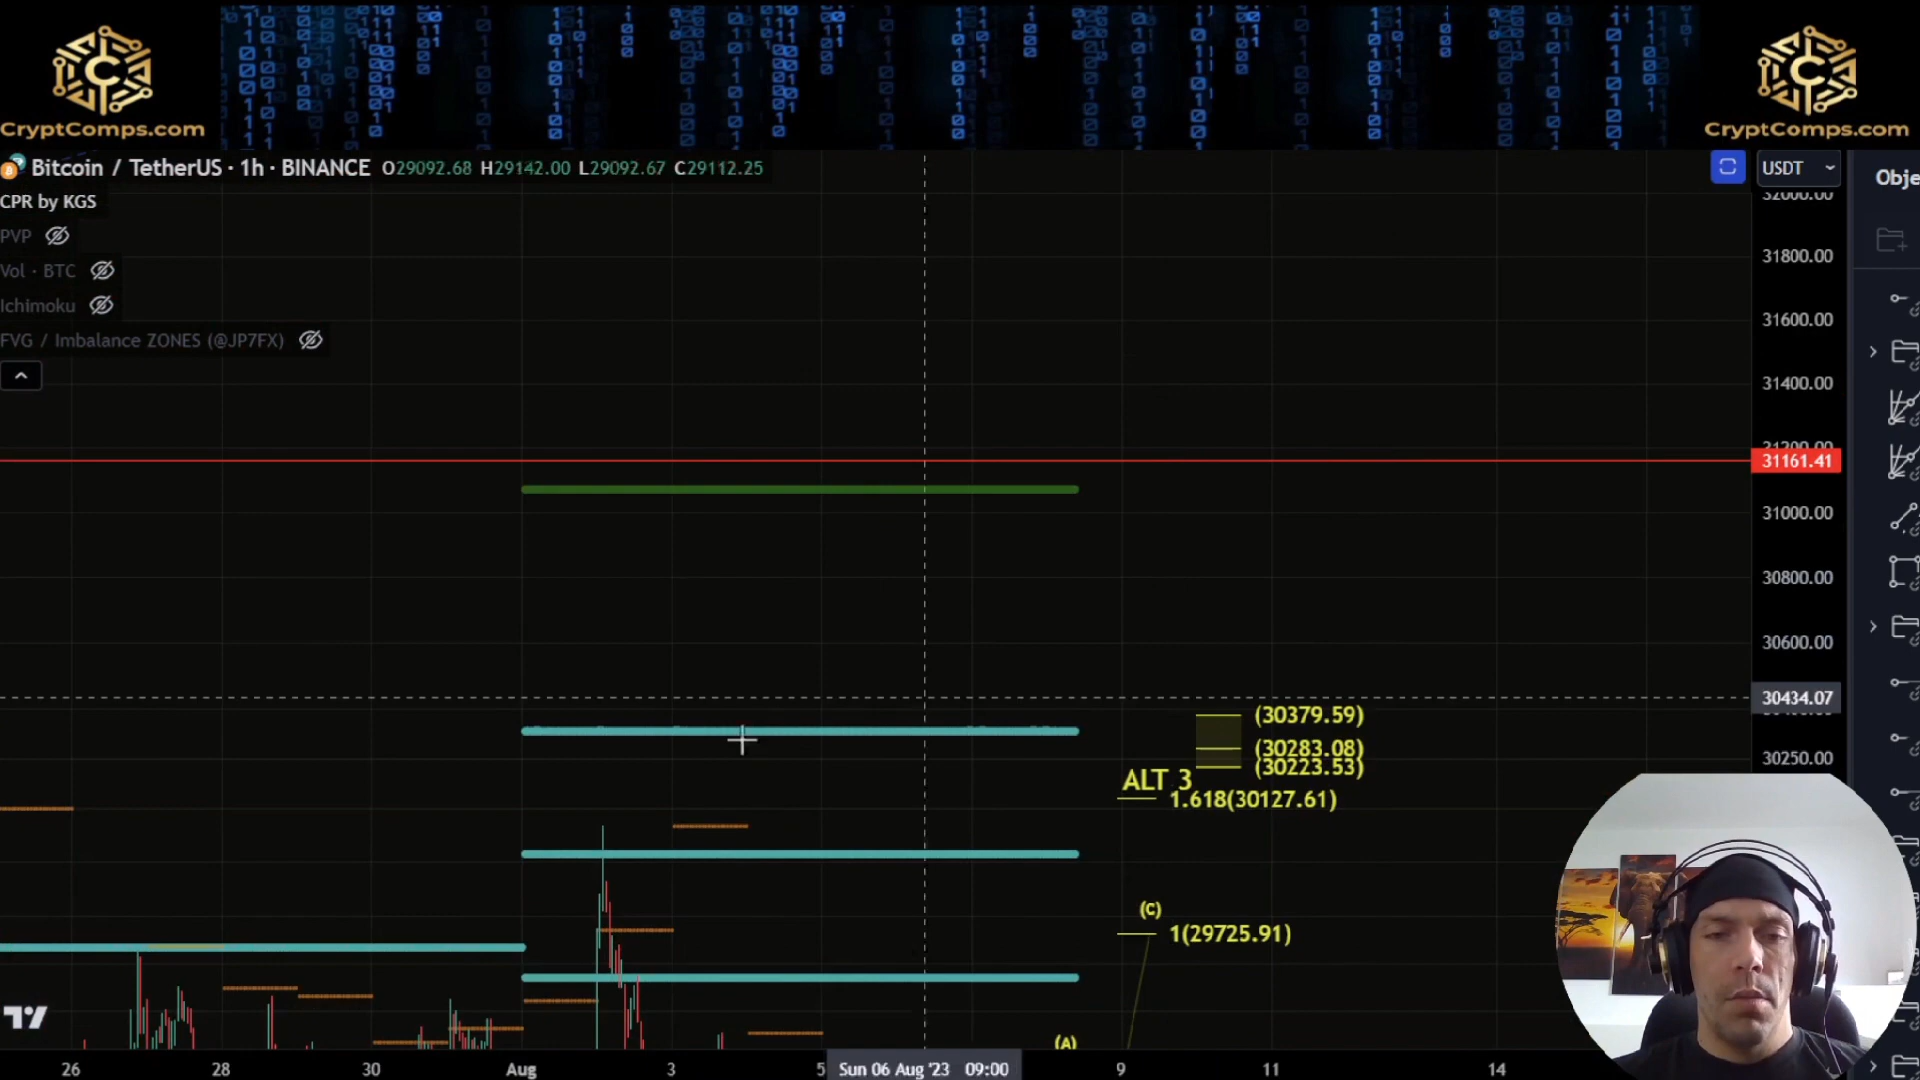 CryptComps.com
CryptComps.com
Bitcoin / TetherUS · 1h · BINANCE O29092.68 H29142.00 L29092.67 C29112.25
USDT
Obje
CPR by KGS
PVP
Vol · BTC
Ichimoku
FVG / Imbalance ZONES (@JP7FX)
32000.00
31800.00
31600.00
31400.00
31200.00
31161.41
31000.00
30800.00
30600.00
30434.07
30250.00
(30379.59)
(30283.08)
(30223.53)
ALT 3
1.618(30127.61)
(C)
1(29725.91)
(A)
26 28 30 Aug 3 5 Sun 06 Aug '23 09:00 9 11 14